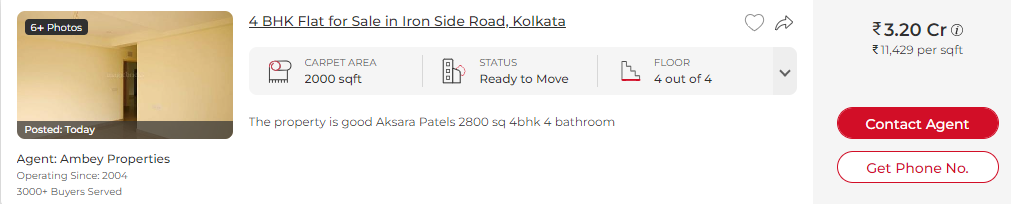 6+ Photos
Posted: Today
Agent: Ambey Properties
Operating Since: 2004
3000+ Buyers Served
4 BHK Flat for Sale in Iron Side Road, Kolkata
CARPET AREA
2000 sqft
STATUS
Ready to Move
FLOOR
4 out of 4
The property is good Aksara Patels 2800 sq 4bhk 4 bathroom
₹3.20 Cr
₹11,429 per sqft
Contact Agent
Get Phone No.